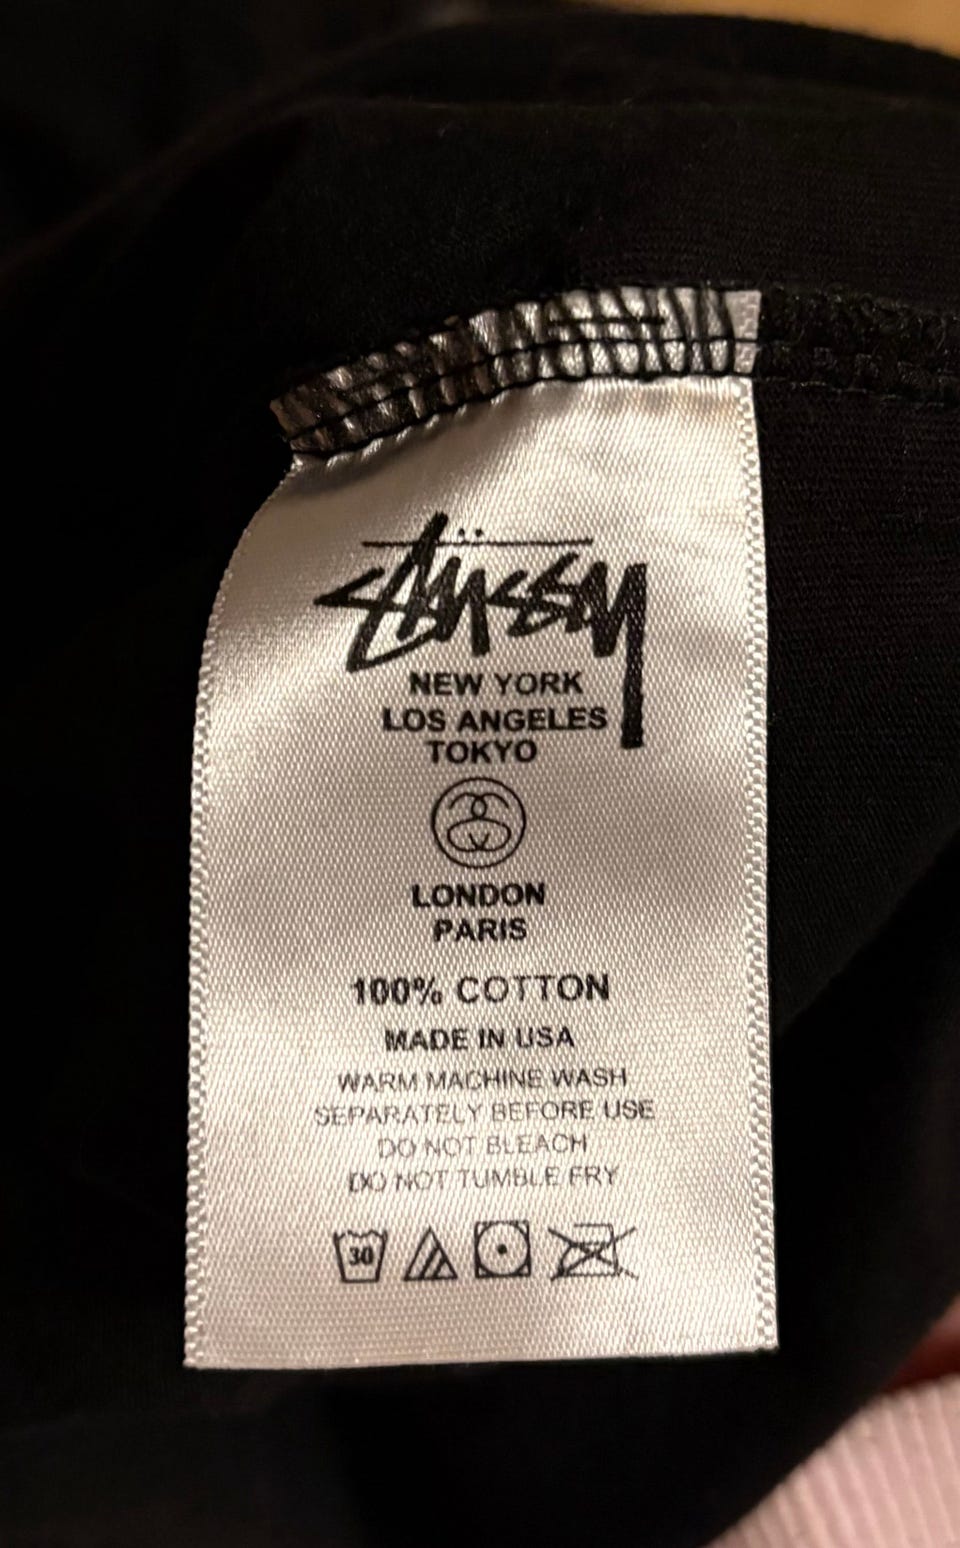 stüssy
NEW YORK
LOS ANGELES
TOKYO
LONDON
PARIS
100% COTTON
MADE IN USA
WARM MACHINE WASH
SEPARATELY BEFORE USE
DO NOT BLEACH
DO NOT TUMBLE FRY
30